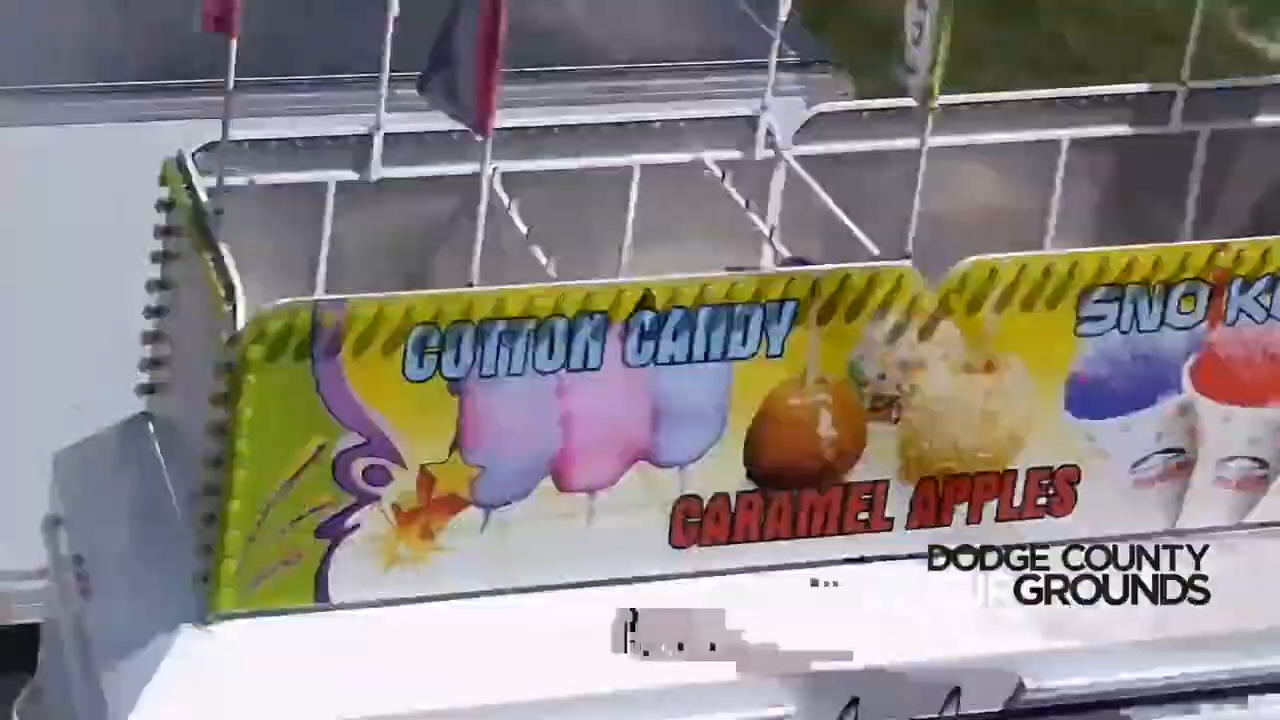 COTTON CANDY
SNO K
CARAMEL APPLES
DODGE COUNTY
GROUNDS